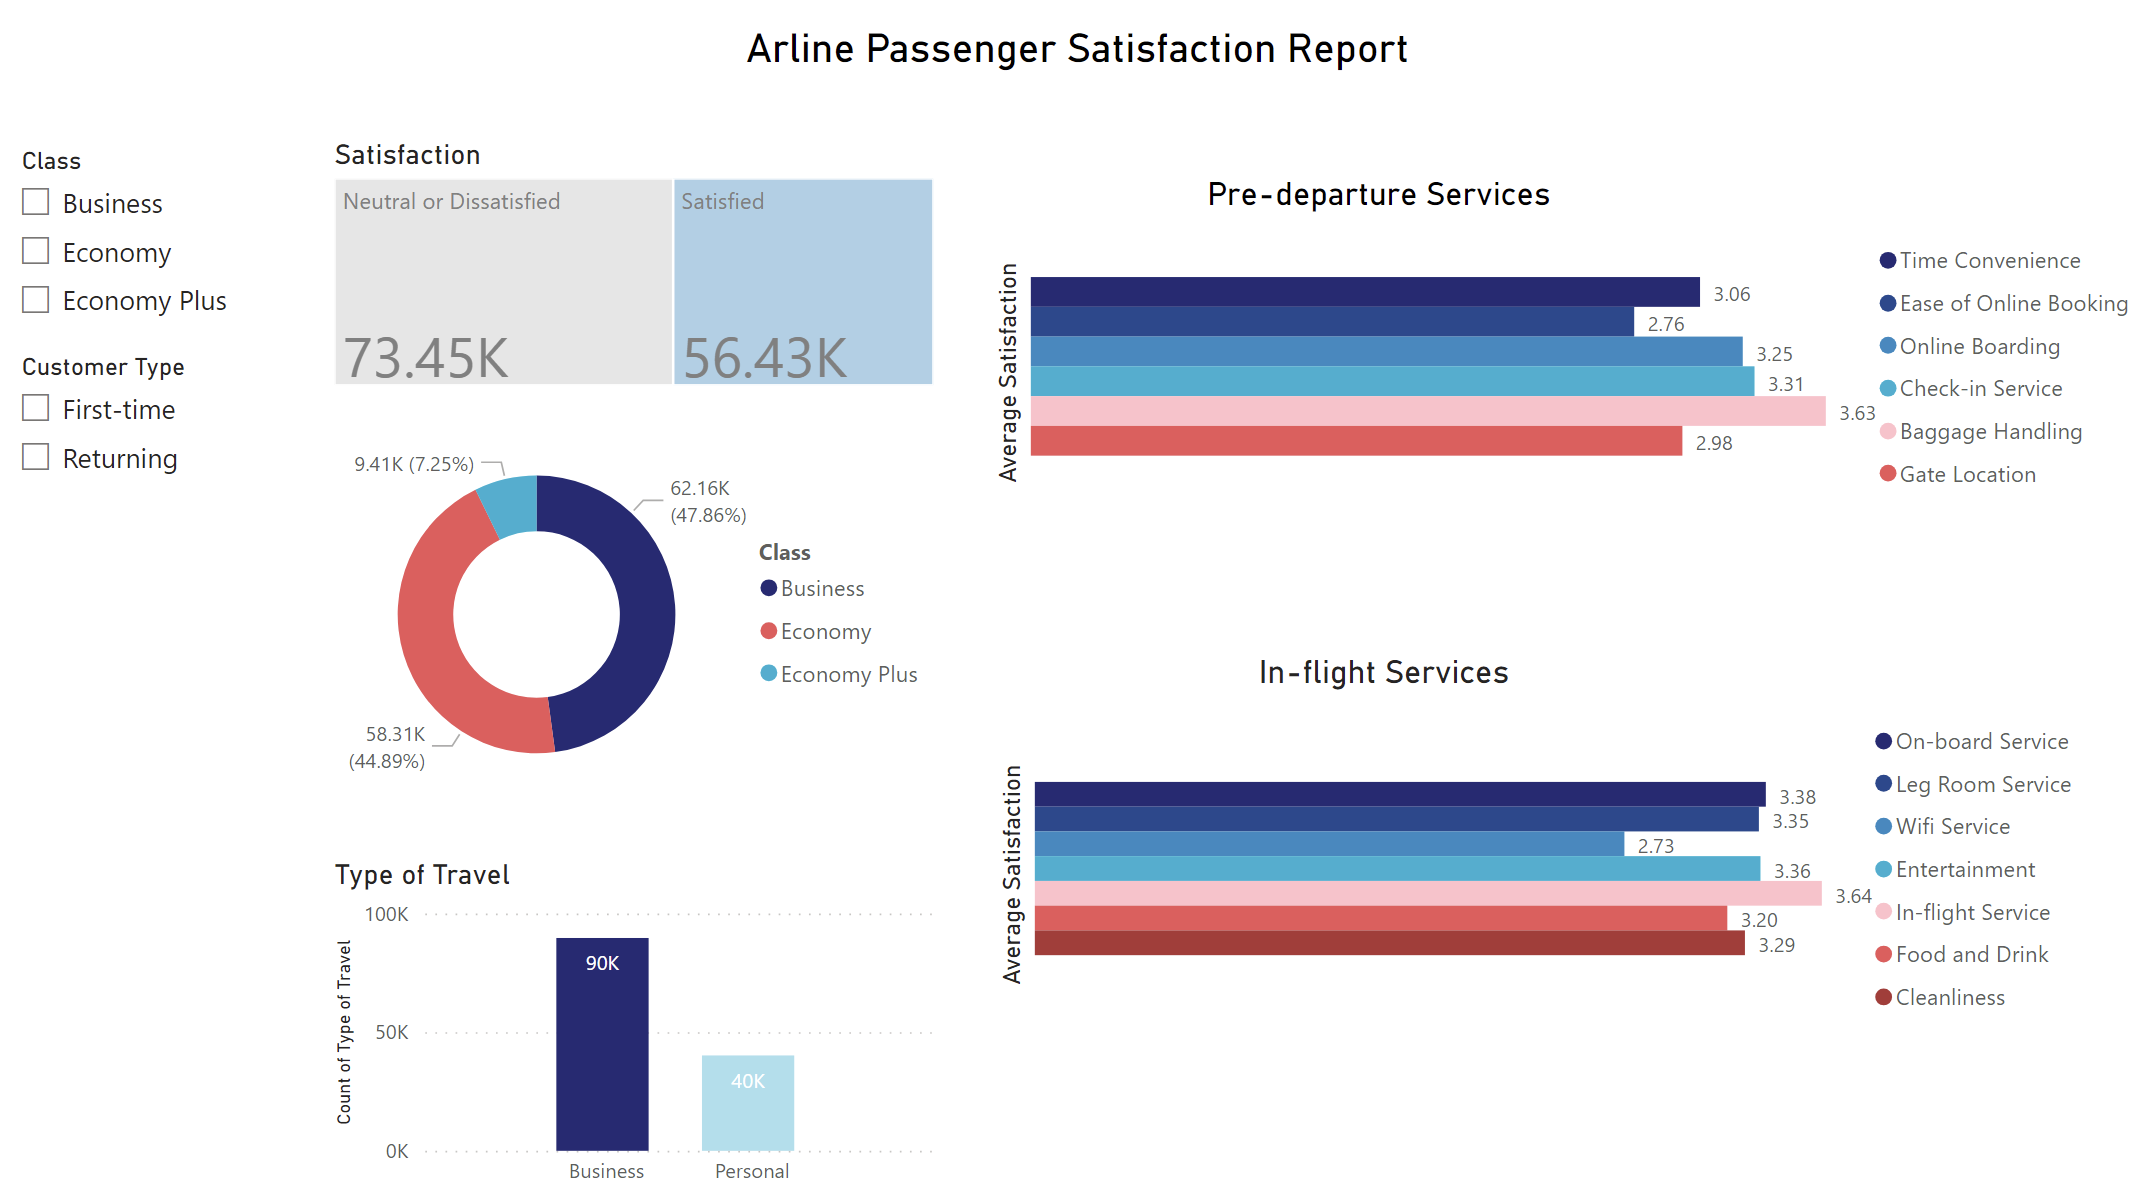 Arline Passenger Satisfaction Report
Class
Business
Economy
Economy Plus
Customer Type
First-time
Returning
Satisfaction
Neutral or Dissatisfied
73.45K
Satisfied
56.43K
9.41K (7.25%)
62.16K
(47.86%)
58.31K
(44.89%)
Class
Business
Economy
Economy Plus
Type of Travel
Count of Type of Travel
100K
50K
0K
90K
40K
Business
Personal
Pre-departure Services
Average Satisfaction
3.06
2.76
3.25
3.31
3.63
2.98
Time Convenience
Ease of Online Booking
Online Boarding
Check-in Service
Baggage Handling
Gate Location
In-flight Services
Average Satisfaction
3.38
3.35
2.73
3.36
3.64
3.20
3.29
On-board Service
Leg Room Service
Wifi Service
Entertainment
In-flight Service
Food and Drink
Cleanliness